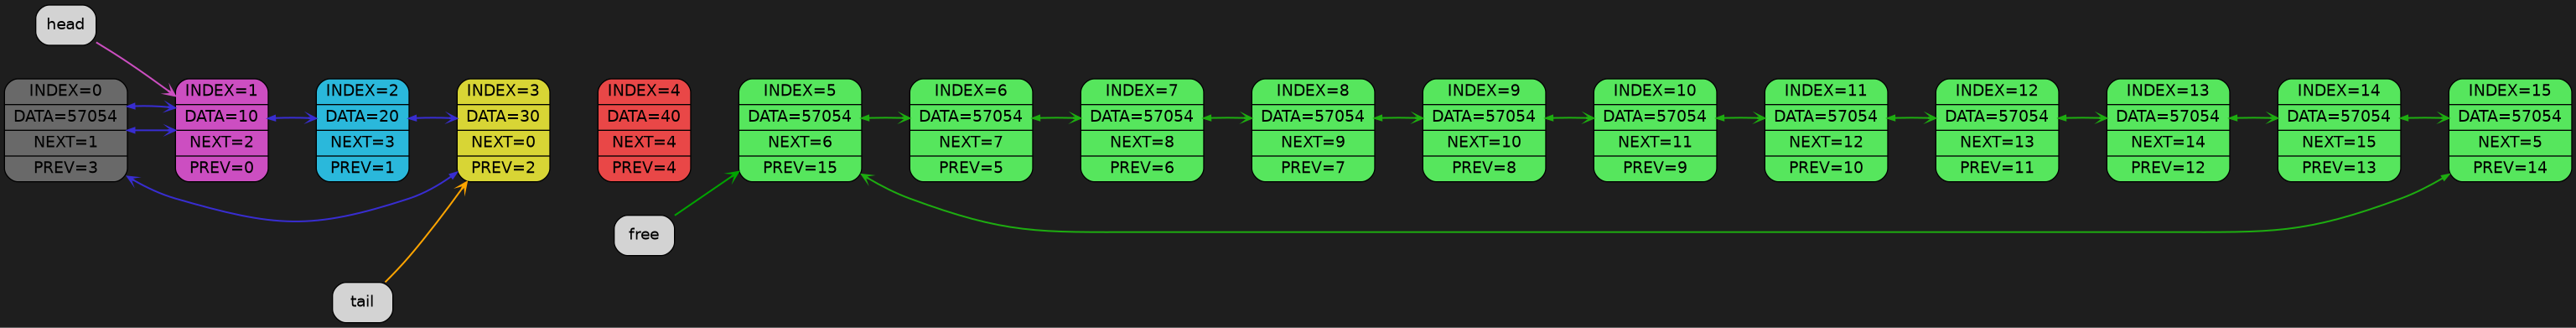 head
INDEX=0
DATA=57054
NEXT=1
PREV=3
INDEX=1
DATA=10
NEXT=2
PREV=0
INDEX=2
DATA=20
NEXT=3
PREV=1
INDEX=3
DATA=30
NEXT=0
PREV=2
INDEX=4
DATA=40
NEXT=4
PREV=4
INDEX=5
DATA=57054
NEXT=6
PREV=15
INDEX=6
DATA=57054
NEXT=7
PREV=5
INDEX=7
DATA=57054
NEXT=8
PREV=6
INDEX=8
DATA=57054
NEXT=9
PREV=7
INDEX=9
DATA=57054
NEXT=10
PREV=8
INDEX=10
DATA=57054
NEXT=11
PREV=9
INDEX=11
DATA=57054
NEXT=12
PREV=10
INDEX=12
DATA=57054
NEXT=13
PREV=11
INDEX=13
DATA=57054
NEXT=14
PREV=12
INDEX=14
DATA=57054
NEXT=15
PREV=13
INDEX=15
DATA=57054
NEXT=5
PREV=14
free
tail